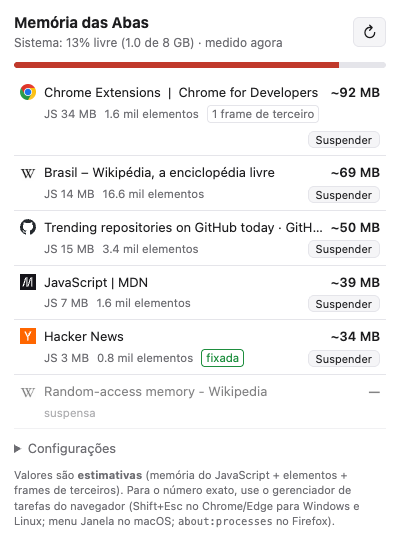 Memória das Abas
Sistema: 13% livre (1.0 de 8 GB) · medido agora
Chrome Extensions | Chrome for Developers ~92 MB
JS 34 MB 1.6 mil elementos 1 frame de terceiro
Suspender
Brasil – Wikipédia, a enciclopédia livre ~69 MB
JS 14 MB 16.6 mil elementos Suspender
Trending repositories on GitHub today · GitH... ~50 MB
JS 15 MB 3.4 mil elementos Suspender
JavaScript | MDN ~39 MB
JS 7 MB 1.6 mil elementos Suspender
Hacker News ~34 MB
JS 3 MB 0.8 mil elementos fixada Suspender
Random-access memory - Wikipedia —
suspensa
Configurações
Valores são estimativas (memória do JavaScript + elementos +
frames de terceiros). Para o número exato, use o gerenciador de
tarefas do navegador (Shift+Esc no Chrome/Edge para Windows e
Linux; menu Janela no macOS; about:processes no Firefox).